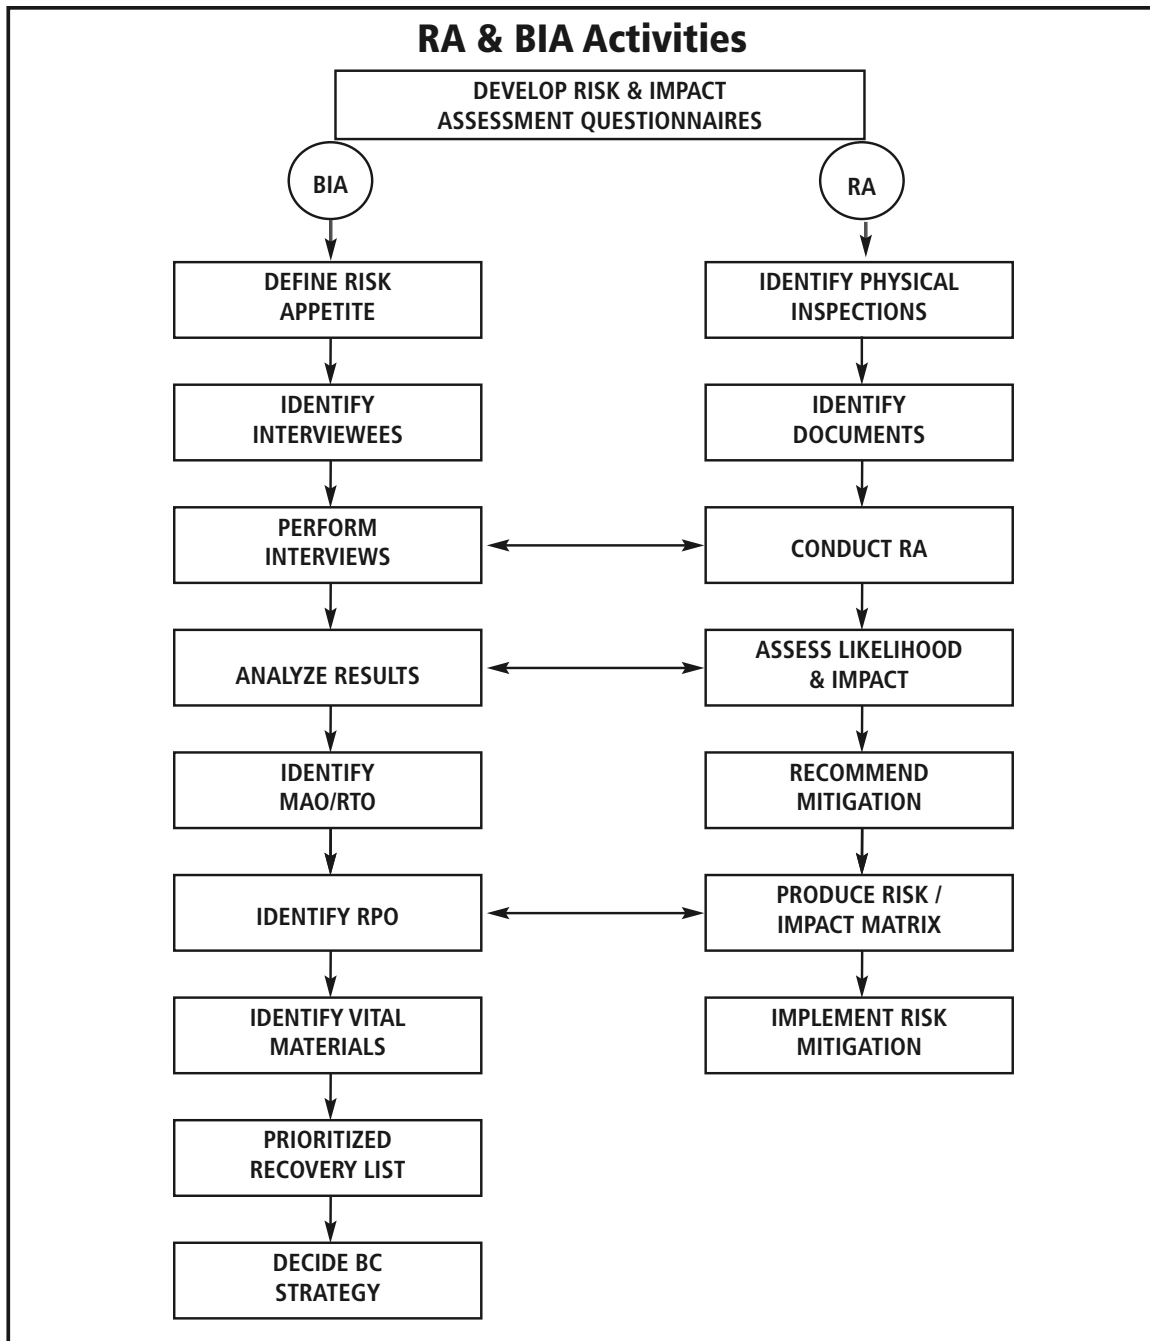 RA & BIA Activities
DEVELOP RISK & IMPACT
ASSESSMENT QUESTIONNAIRES
BIA
RA
DEFINE RISK
APPETITE
IDENTIFY PHYSICAL
INSPECTIONS
IDENTIFY
INTERVIEWEES
IDENTIFY
DOCUMENTS
PERFORM
INTERVIEWS
CONDUCT RA
ANALYZE RESULTS
ASSESS LIKELIHOOD
& IMPACT
IDENTIFY
MAO/RTO
RECOMMEND
MITIGATION
IDENTIFY RPO
PRODUCE RISK /
IMPACT MATRIX
IDENTIFY VITAL
MATERIALS
IMPLEMENT RISK
MITIGATION
PRIORITIZED
RECOVERY LIST
DECIDE BC
STRATEGY